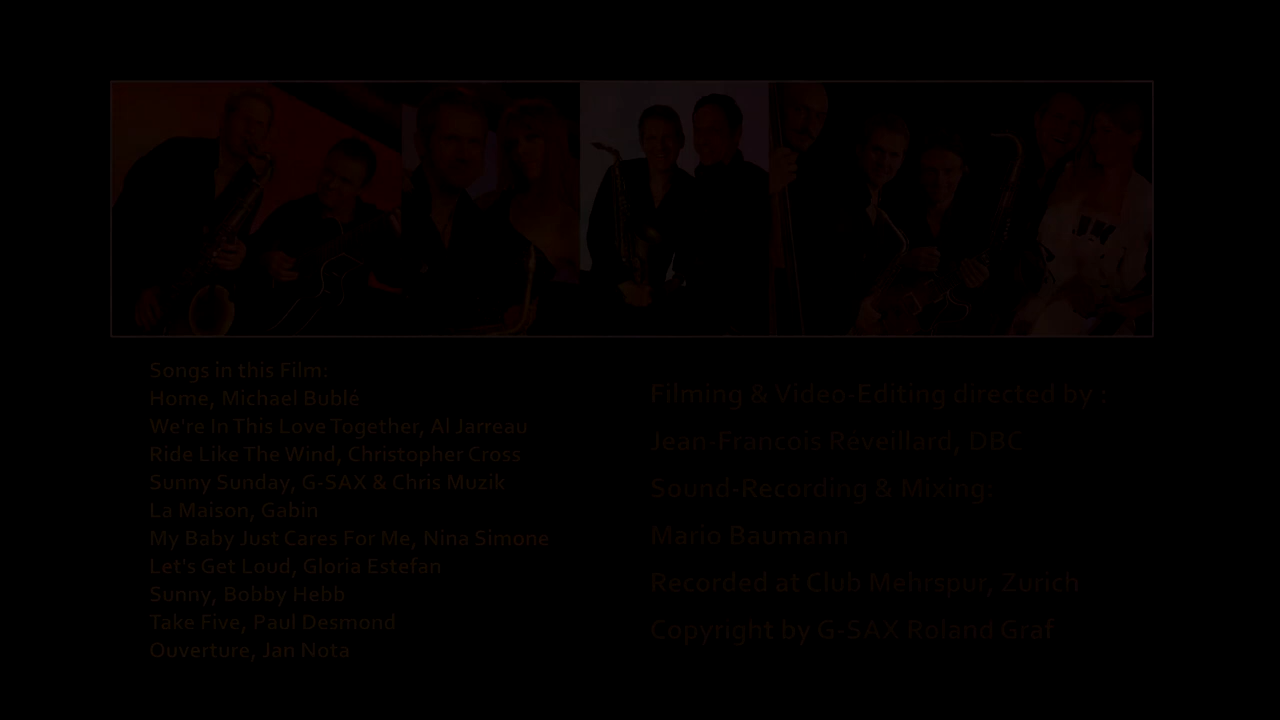 Songs in this Film:
Home, Michael Bublé
We're In This Love Together, Al Jarreau
Ride Like The Wind, Christopher Cross
Sunny Sunday, G-SAX & Chris Muzik
La Maison, Gabin
My Baby Just Cares For Me, Nina Simone
Let's Get Loud, Gloria Estefan
Sunny, Bobby Hebb
Take Five, Paul Desmond
Ouverture, Jan Nota
Filming & Video-Editing directed by :
Jean-Francois Réveillard, DBC
Sound-Recording & Mixing:
Mario Baumann
Recorded at Club Mehrspur, Zurich
Copyright by G-SAX Roland Graf